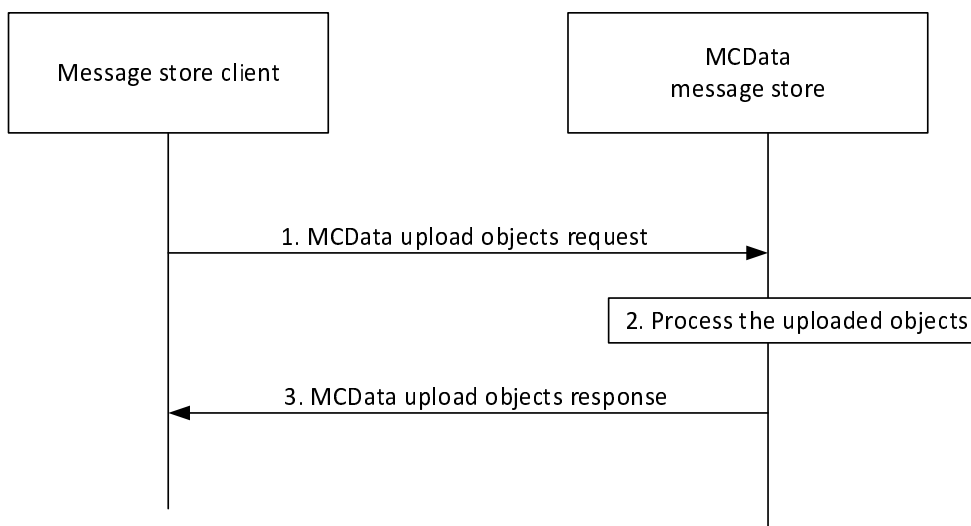 Message store client
MCData
message store
1. MCData upload objects request
2. Process the uploaded objects
3. MCData upload objects response